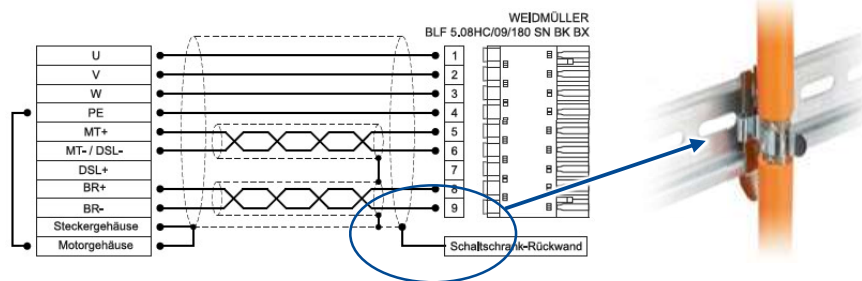 WEIDMÜLLER
BLF 5.08HC/09/180 SN BK BX
U
1
V
2
W
3
PE
4
MT+
5
MT- / DSL-
6
DSL+
7
BR+
8
BR-
9
Steckergehäuse
Motorgehäuse
Schaltschrank-Rückwand